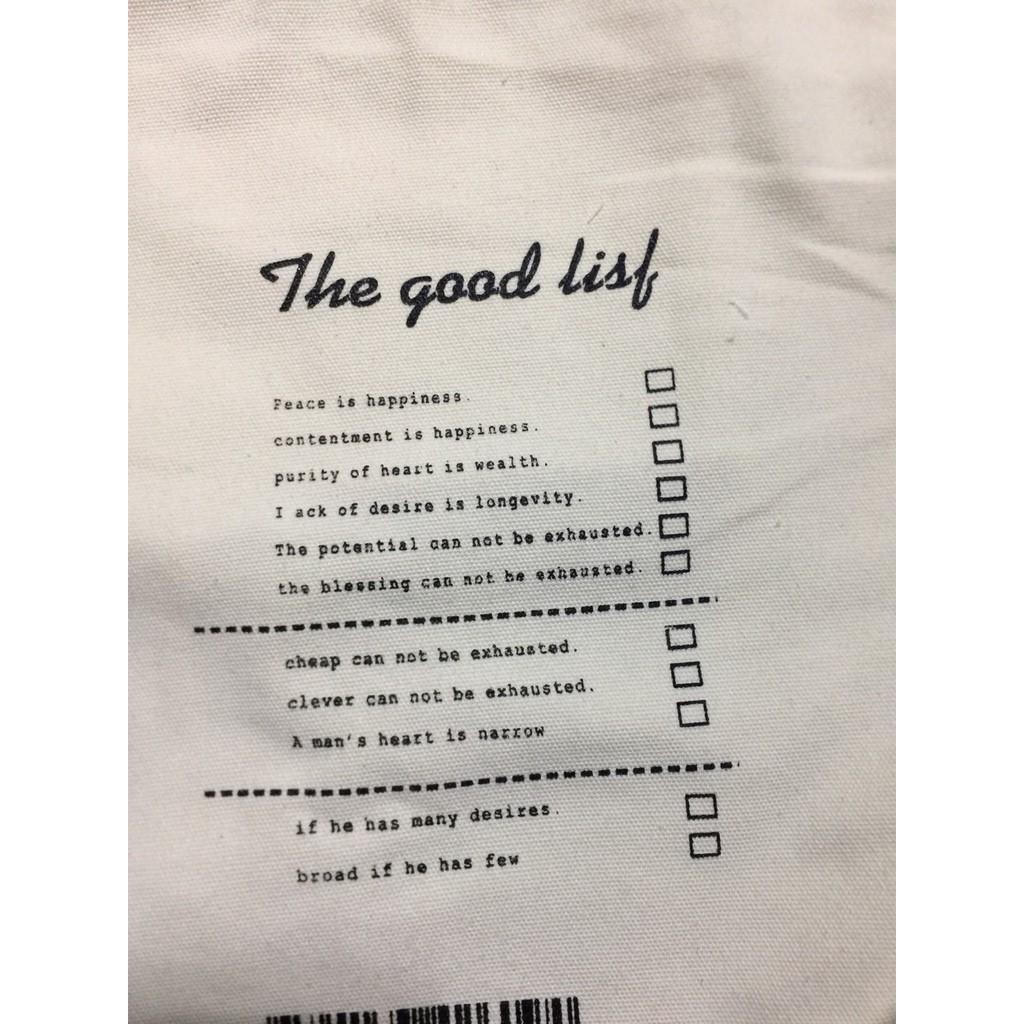 The good lisf
Peace is happiness.
contentment is happiness.
purity of heart is wealth.
I ack of desire is longevity.
The potential can not be exhausted.
the blessing can not be exhausted.
cheap can not be exhausted.
clever can not be exhausted.
A man's heart is narrow
if he has many desires.
broad if he has few